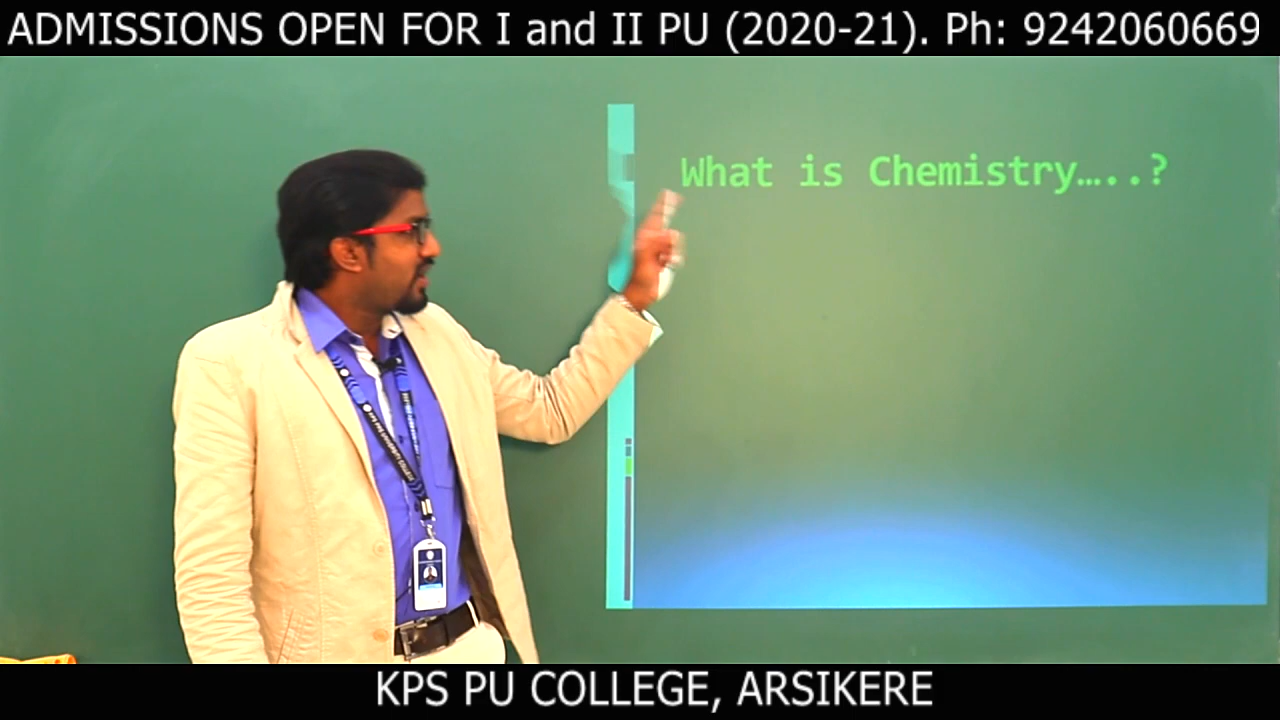 ADMISSIONS OPEN FOR I and II PU (2020-21). Ph: 9242060669
What is Chemistry…..?
KPS PU COLLEGE, ARSIKERE